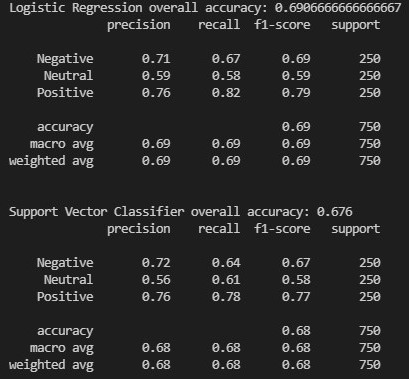 Logistic Regression overall accuracy: 0.6906666666666667
precision recall f1-score support
Negative 0.71 0.67 0.69 250
Neutral 0.59 0.58 0.59 250
Positive 0.76 0.82 0.79 250
accuracy 0.69 750
macro avg 0.69 0.69 0.69 750
weighted avg 0.69 0.69 0.69 750
Support Vector Classifier overall accuracy: 0.676
precision recall f1-score support
Negative 0.72 0.64 0.67 250
Neutral 0.56 0.61 0.58 250
Positive 0.76 0.78 0.77 250
accuracy 0.68 750
macro avg 0.68 0.68 0.68 750
weighted avg 0.68 0.68 0.68 750